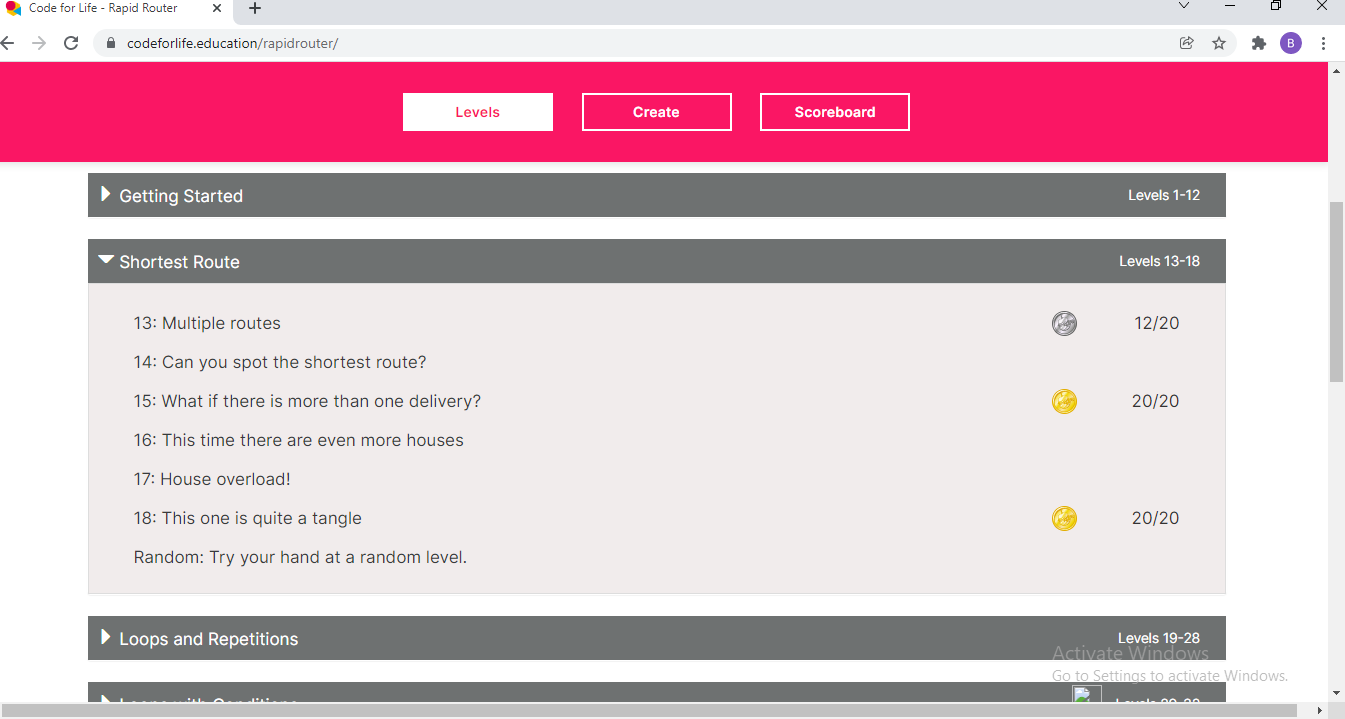 Code for Life - Rapid Router
codeforlife.education/rapidrouter/
B
Levels Create Scoreboard
Getting Started Levels 1-12
Shortest Route Levels 13-18
13: Multiple routes 12/20
14: Can you spot the shortest route?
15: What if there is more than one delivery? 20/20
16: This time there are even more houses
17: House overload!
18: This one is quite a tangle 20/20
Random: Try your hand at a random level.
Loops and Repetitions Levels 19-28
Activate Windows
Go to Settings to activate Windows.
Loops with Conditions Levels